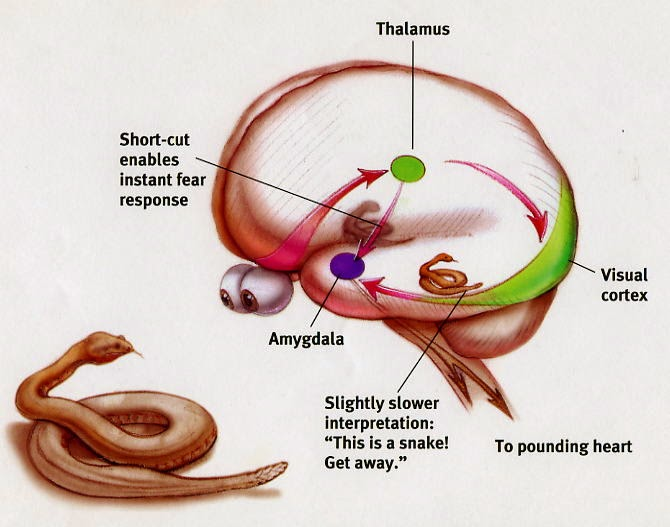 Thalamus
Short-cut
enables
instant fear
response
Visual
cortex
Amygdala
Slightly slower
interpretation:
“This is a snake!
Get away.”
To pounding heart